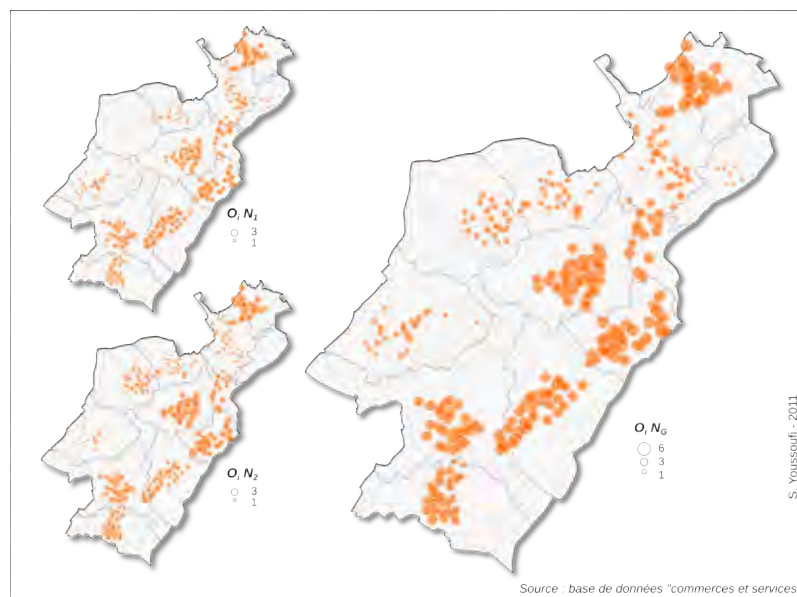 O_i N_1
3
1
O_i N_2
3
1
O_i N_G
6
3
1
S. Youssoufi - 2011
Source : base de données "commerces et services